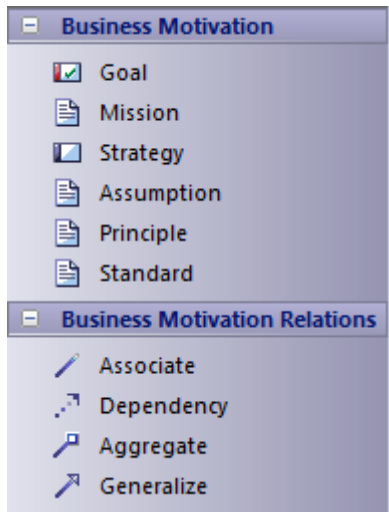 Business Motivation
Goal
Mission
Strategy
Assumption
Principle
Standard
Business Motivation Relations
Associate
Dependency
Aggregate
Generalize